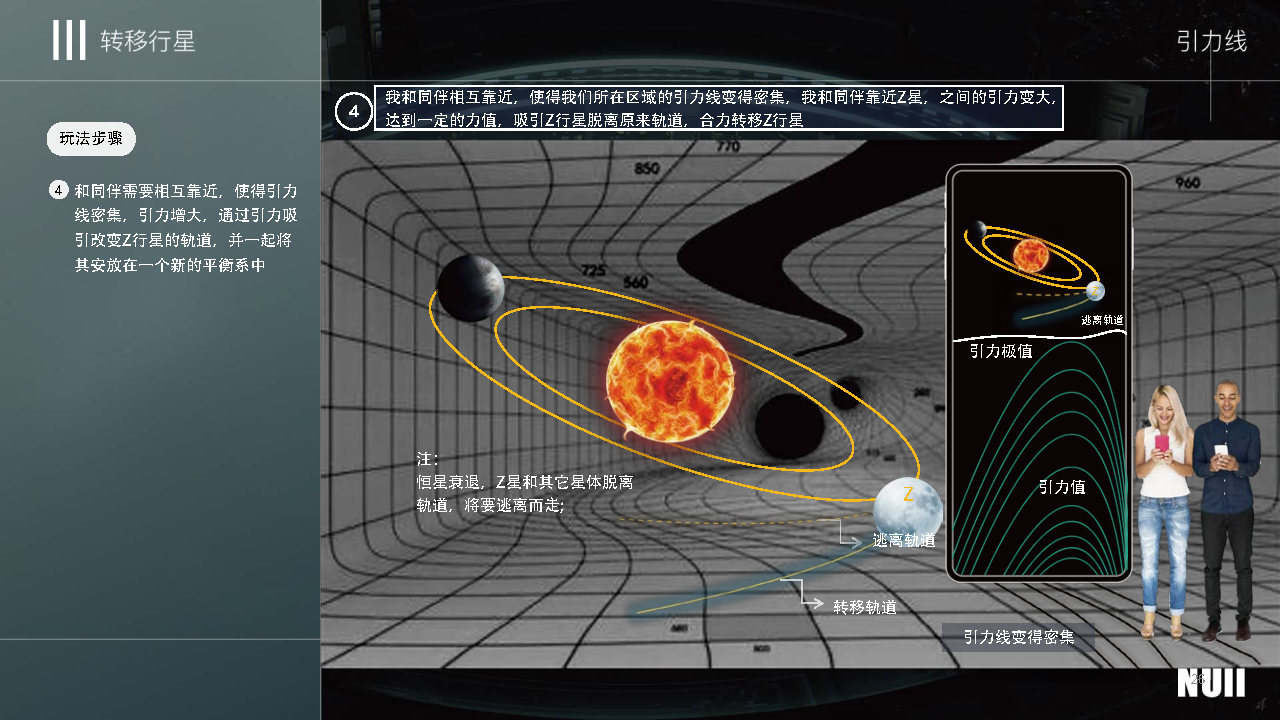 转移行星
引力线
玩法步骤
4
和同伴需要相互靠近，使得引力
线密集，引力增大，通过引力吸
引改变Z行星的轨道，并一起将
其安放在一个新的平衡系中
4
我和同伴相互靠近，使得我们所在区域的引力线变得密集，我和同伴靠近Z星，之间的引力变大，
达到一定的力值，吸引Z行星脱离原来轨道，合力转移Z行星
770
850
960
725
560
Z
逃离轨道
引力极值
注：
恒星衰退，Z星和其它星体脱离
轨道，将要逃离而走;
引力值
Z
逃离轨道
转移轨道
引力线变得密集
NUII